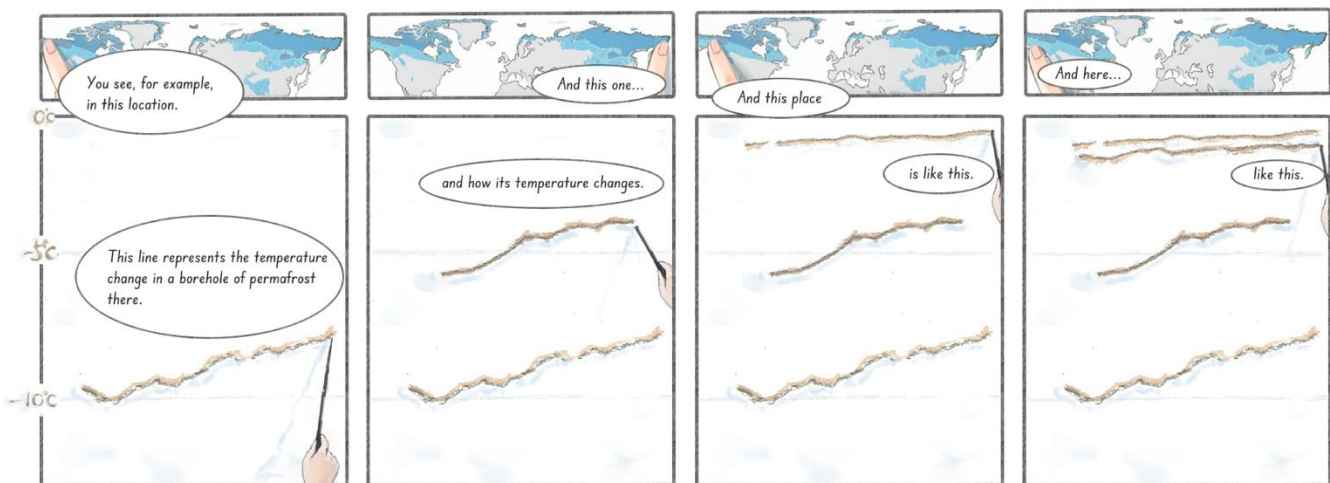 You see, for example,
in this location.
And this one...
And this place
And here...
0°c
-5°c
-10°c
This line represents the temperature
change in a borehole of permafrost
there.
and how its temperature changes.
is like this.
like this.